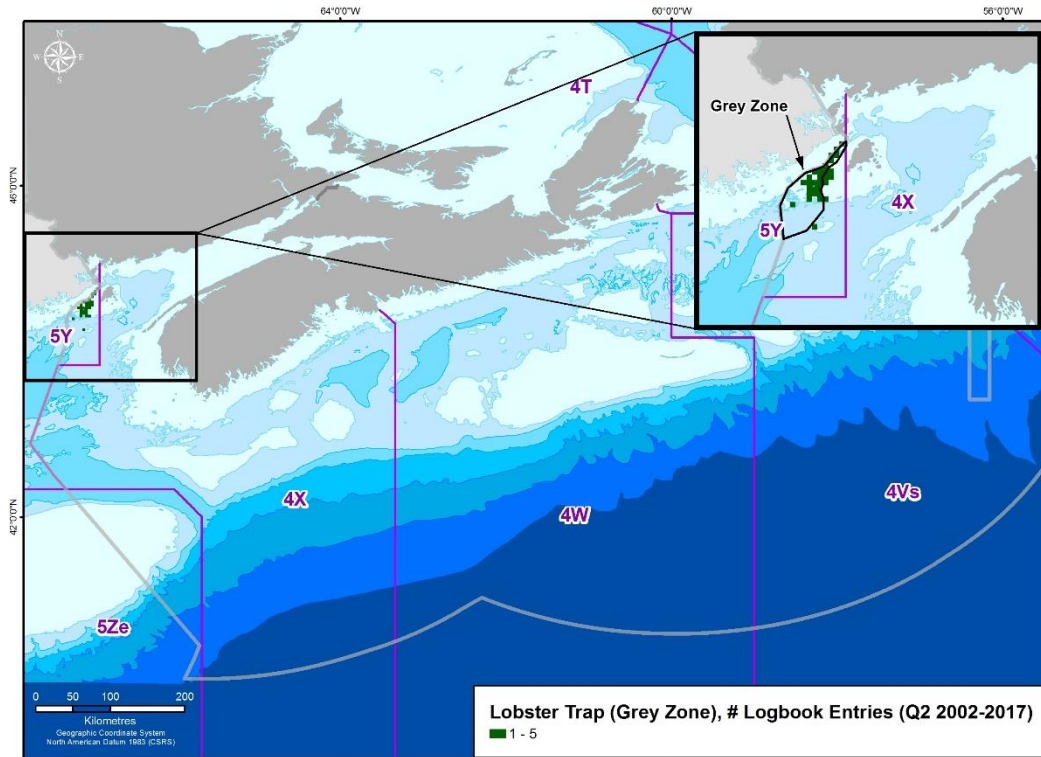 64°0'0"W 60°0'0"W 56°0'0"W
N
W E
S
4T
Grey Zone
46°0'0"N
4X
5Y
5Y
42°0'0"N
4X
4W
4Vs
5Ze
0 50 100 200
Kilometres
Geographic Coordinate System
North American Datum 1983 (CSRS)
Lobster Trap (Grey Zone), # Logbook Entries (Q2 2002-2017)
1 - 5